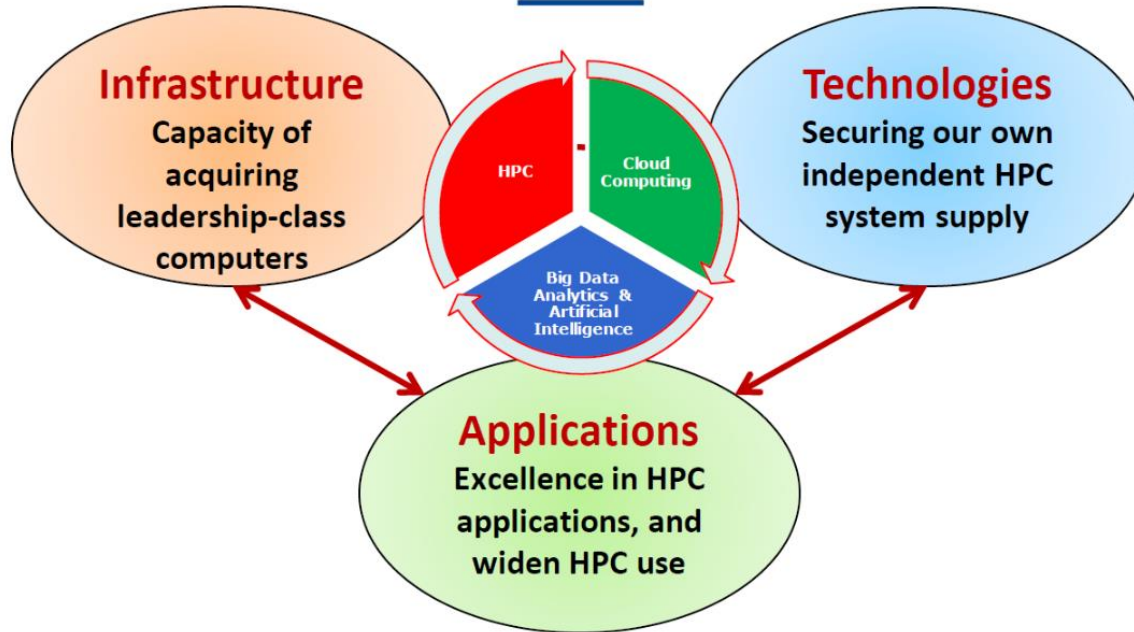 Infrastructure
Capacity of
acquiring
leadership-class
computers
HPC
Cloud
Computing
Big Data
Analytics &
Artificial
Intelligence
Technologies
Securing our own
independent HPC
system supply
Applications
Excellence in HPC
applications, and
widen HPC use